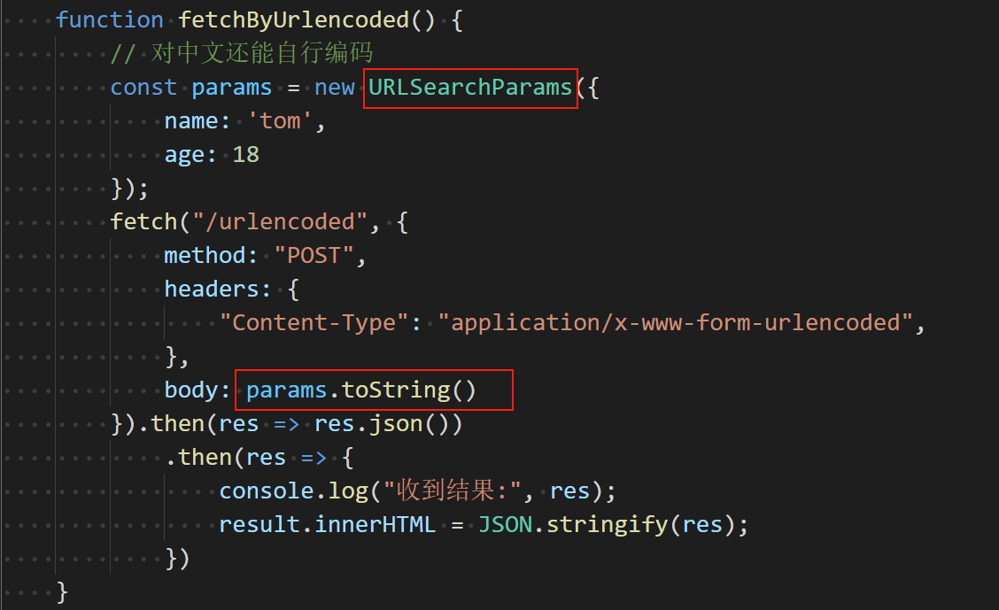 function fetchByUrlencoded() {
// 对中文还能自行编码
const params = new URLSearchParams({
name: 'tom',
age: 18
});
fetch("/urlencoded", {
method: "POST",
headers: {
"Content-Type": "application/x-www-form-urlencoded",
},
body: params.toString()
}).then(res => res.json())
.then(res => {
console.log("收到结果:", res);
result.innerHTML = JSON.stringify(res);
})
}